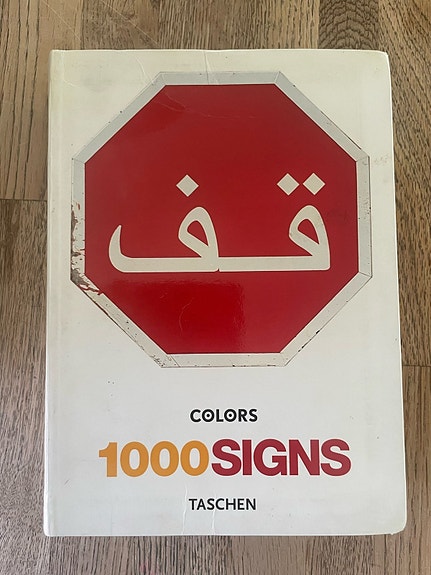 قف
COLORS
1000SIGNS
TASCHEN